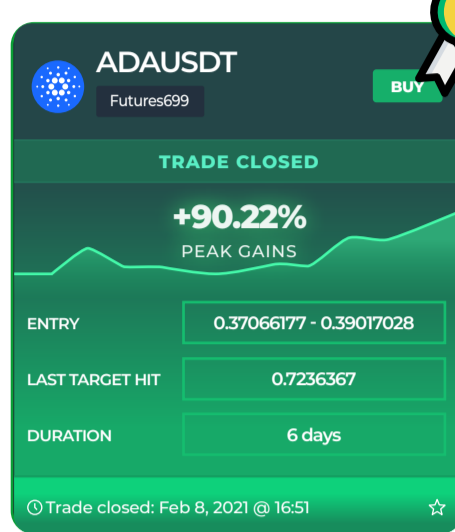 ADAUSDT
Futures699
BUY
TRADE CLOSED
+90.22%
PEAK GAINS
ENTRY 0.37066177 - 0.39017028
LAST TARGET HIT 0.7236367
DURATION 6 days
Trade closed: Feb 8, 2021 @ 16:51